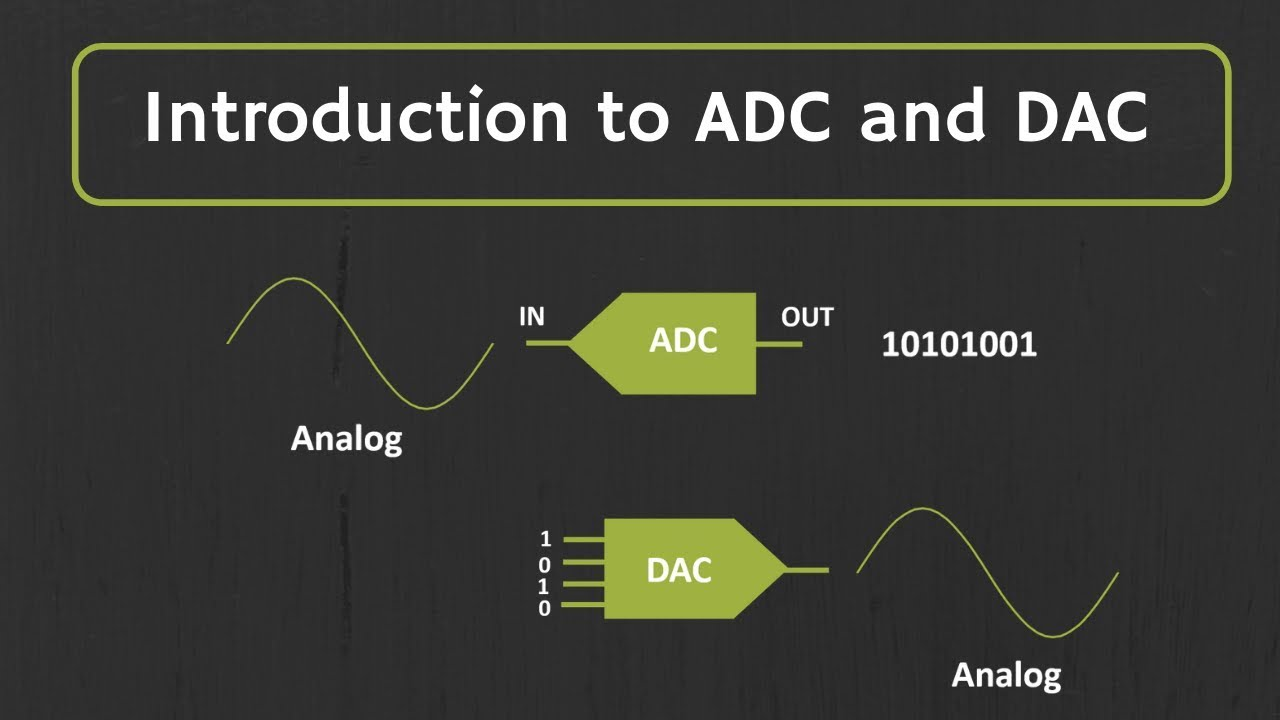 Introduction to ADC and DAC
IN
ADC
OUT
10101001
Analog
1
0
1
0
DAC
Analog